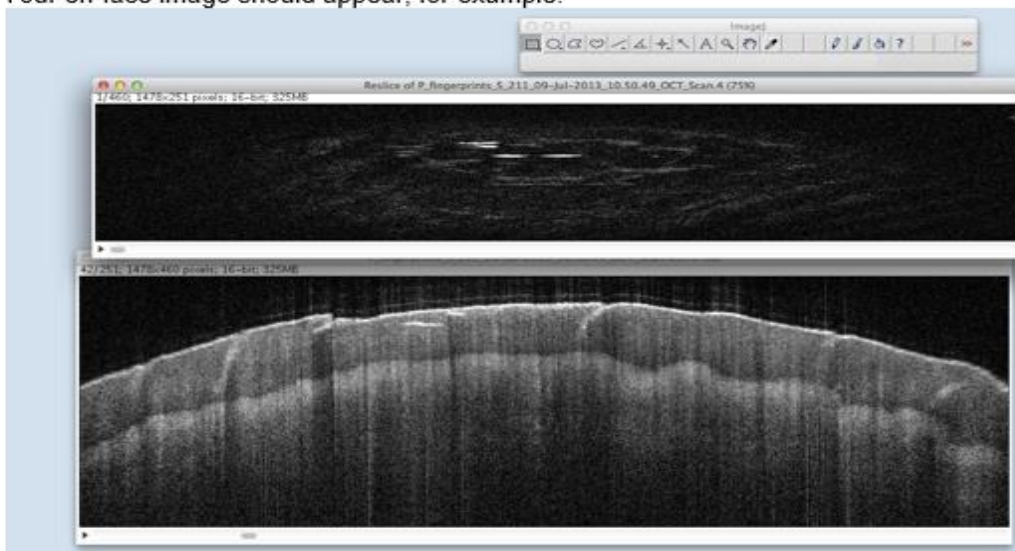 Your en-face image should appear, for example:
ImageJ
Reslice of P_fingerprints_S_211_09-Jul-2013_10.50.49_OCT_Scan.4 (75%)
1/460; 1478x251 pixels; 16-bit; 325MB
42/251; 1478x460 pixels; 16-bit; 325MB